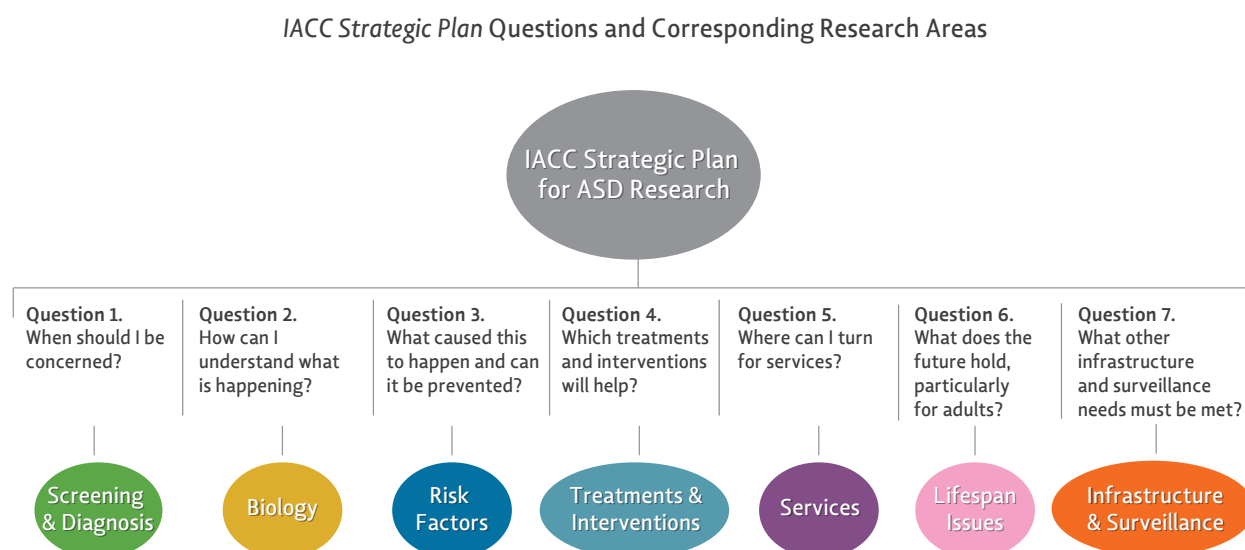 IACC Strategic Plan Questions and Corresponding Research Areas
IACC Strategic Plan
for ASD Research
Question 1.
When should I be
concerned?
Question 2.
How can I
understand what
is happening?
Question 3.
What caused this
to happen and can
it be prevented?
Question 4.
Which treatments
and interventions
will help?
Question 5.
Where can I turn
for services?
Question 6.
What does the
future hold,
particularly
for adults?
Question 7.
What other
infrastructure
and surveillance
needs must be met?
Screening
& Diagnosis
Biology
Risk
Factors
Treatments &
Interventions
Services
Lifespan
Issues
Infrastructure
& Surveillance